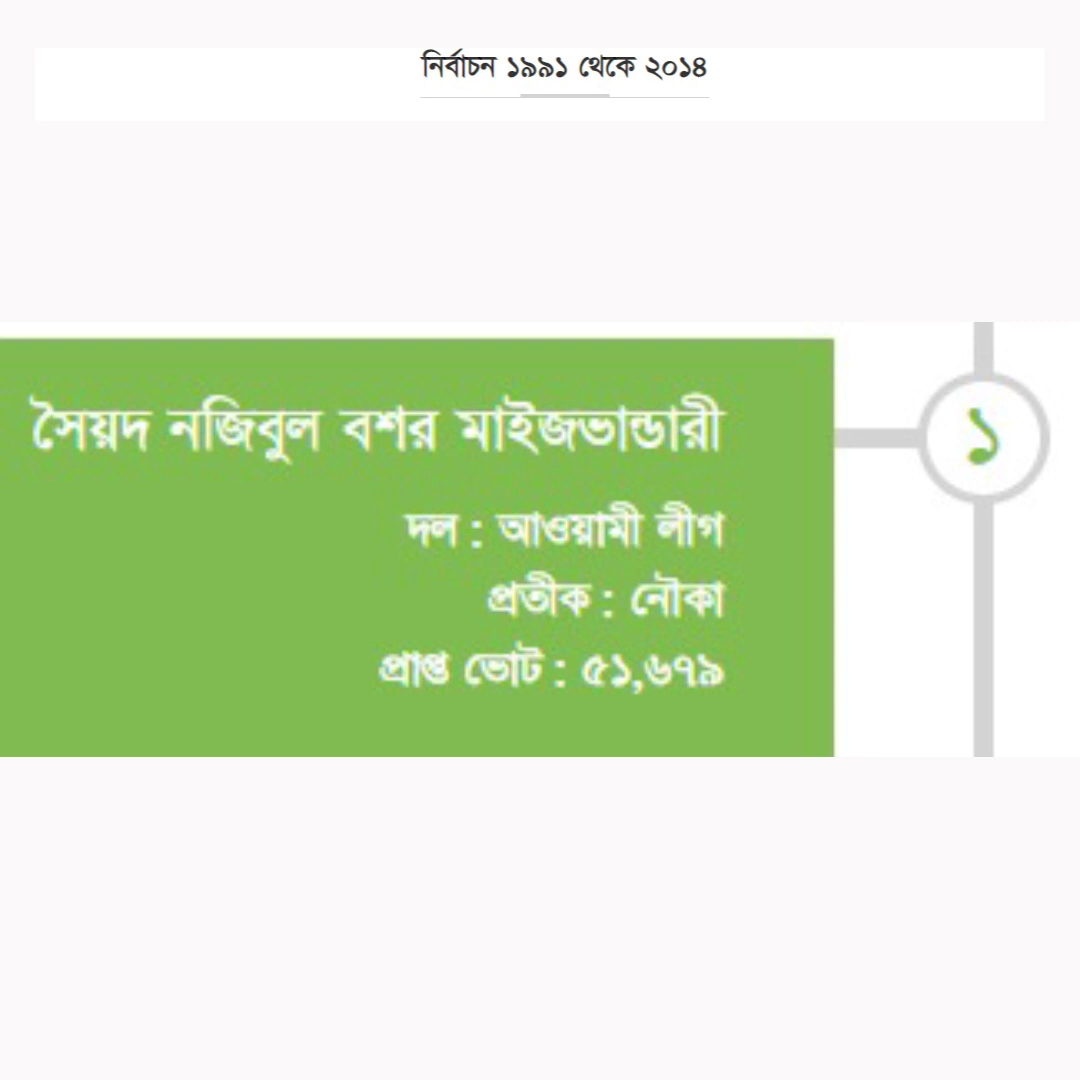 নির্বাচন ১৯৯১ থেকে ২০১৪
সৈয়দ নজিবুল বশর মাইজভান্ডারী
১
দল : আওয়ামী লীগ
প্রতীক : নৌকা
প্রাপ্ত ভোট : ৫১,৬৭৯